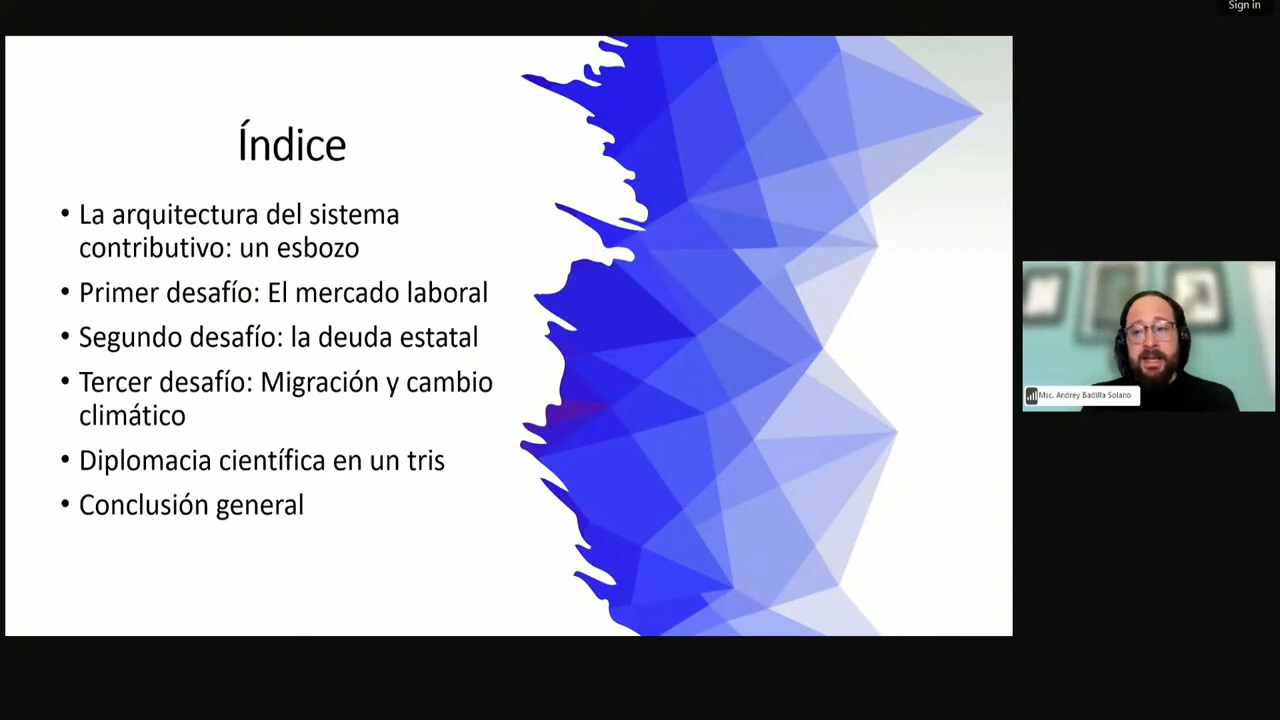 Sign in
Índice
• La arquitectura del sistema
contributivo: un esbozo
• Primer desafío: El mercado laboral
• Segundo desafío: la deuda estatal
• Tercer desafío: Migración y cambio
climático
• Diplomacia científica en un tris
• Conclusión general
Msc. Andrey Badilla Solano